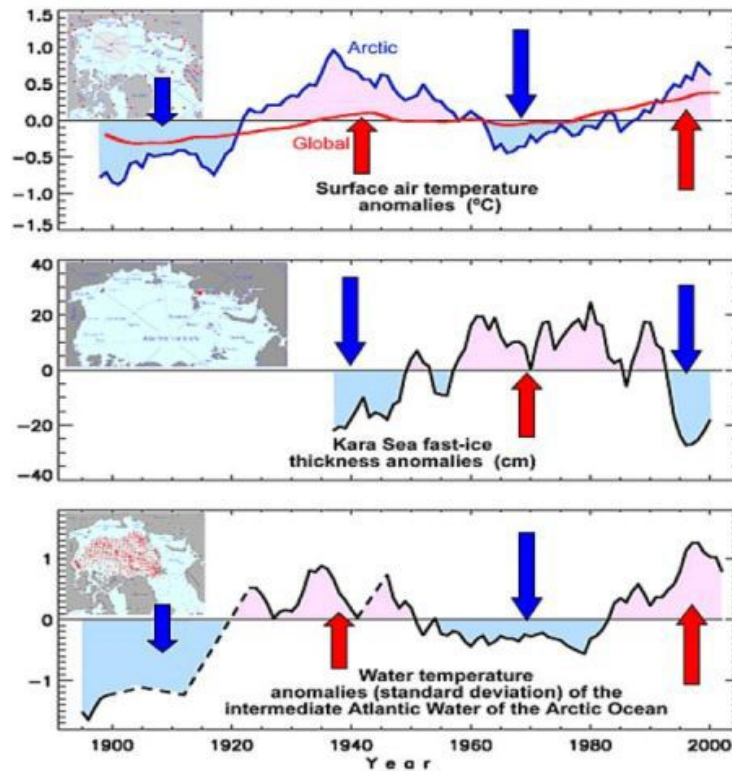 1.5
1.0
0.5
0.0
-0.5
-1.0
-1.5
Arctic
Global
Surface air temperature
anomalies (ºC)
40
20
0
-20
-40
Kara Sea fast-ice
thickness anomalies (cm)
1
0
-1
Water temperature
anomalies (standard deviation) of the
intermediate Atlantic Water of the Arctic Ocean
1900 1920 1940 1960 1980 2000
Year